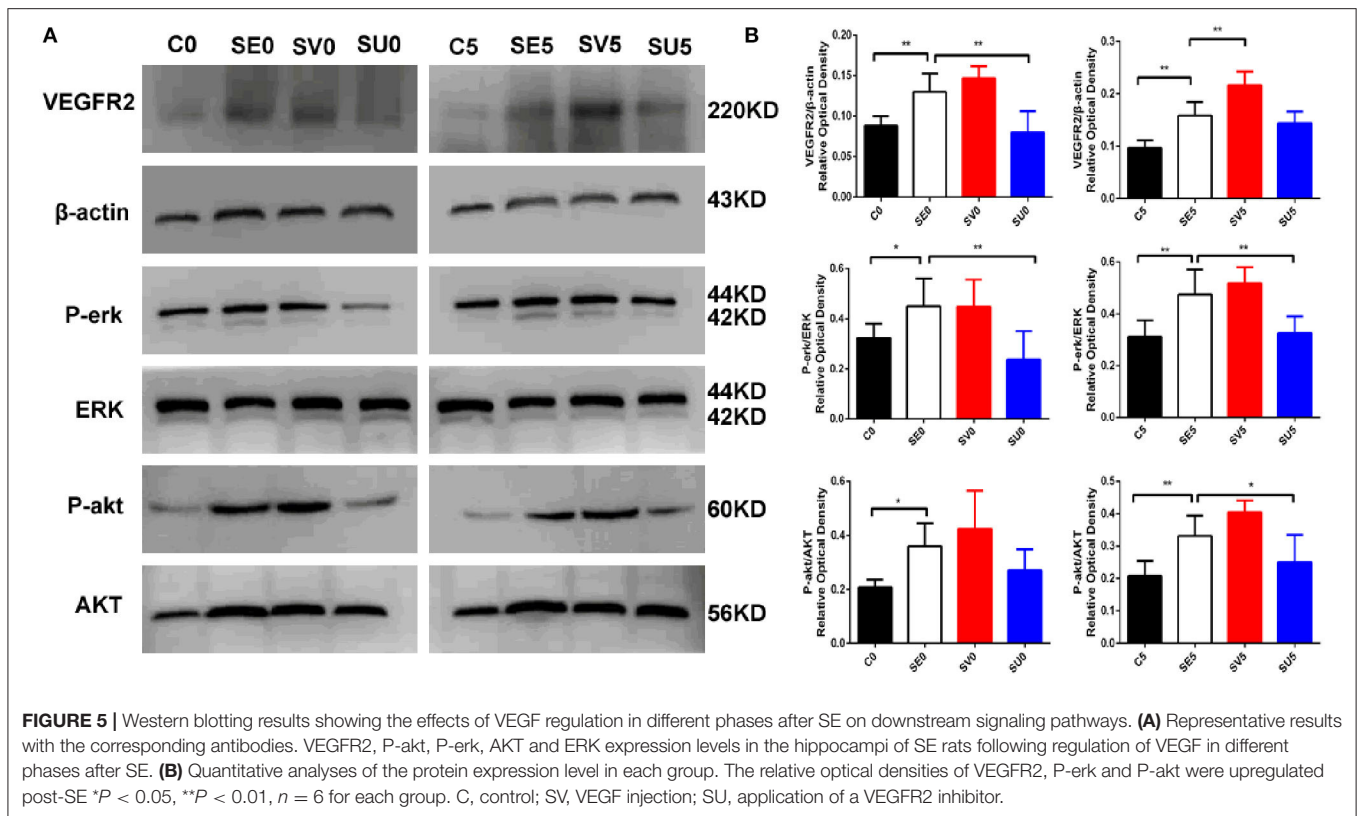 A
C0 SE0 SV0 SU0 C5 SE5 SV5 SU5
VEGFR2 220KD
β-actin 43KD
P-erk 44KD
42KD
ERK 44KD
42KD
P-akt 60KD
AKT 56KD
B
VEGFR2/β-actin
Relative Optical Density
0.20
0.15
0.10
0.05
0.00
** **
C0 SE0 SV0 SU0
VEGFR2/β-actin
Relative Optical Density
0.3
0.2
0.1
0.0
** **
C5 SE5 SV5 SU5
P-erk/ERK
Relative Optical Density
0.6
0.4
0.2
0.0
* **
C0 SE0 SV0 SU0
P-erk/ERK
Relative Optical Density
0.6
0.4
0.2
0.0
** **
C5 SE5 SV5 SU5
P-akt/AKT
Relative Optical Density
0.6
0.4
0.2
0.0
*
C0 SE0 SV0 SU0
P-akt/AKT
Relative Optical Density
0.5
0.4
0.3
0.2
0.1
0.0
** *
C5 SE5 SV5 SU5
FIGURE 5 | Western blotting results showing the effects of VEGF regulation in different phases after SE on downstream signaling pathways. (A) Representative results
with the corresponding antibodies. VEGFR2, P-akt, P-erk, AKT and ERK expression levels in the hippocampi of SE rats following regulation of VEGF in different
phases after SE. (B) Quantitative analyses of the protein expression level in each group. The relative optical densities of VEGFR2, P-erk and P-akt were upregulated
post-SE *P < 0.05, **P < 0.01, n = 6 for each group. C, control; SV, VEGF injection; SU, application of a VEGFR2 inhibitor.